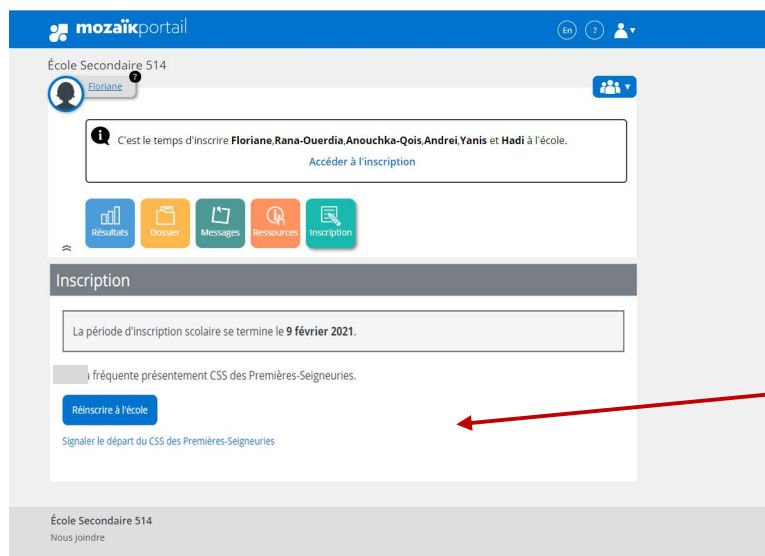 mozaïkportail
En ?
École Secondaire 514
?
Floriane
C'est le temps d'inscrire Floriane,Rana-Ouerdia,Anouchka-Qois,Andrei,Yanis et Hadi à l'école.
Accéder à l'inscription
Résultats Dossier Messages Ressources Inscription
Inscription
La période d'inscription scolaire se termine le 9 février 2021.
fréquente présentement CSS des Premières-Seigneuries.
Réinscrire à l'école
Signaler le départ du CSS des Premières-Seigneuries
École Secondaire 514
Nous joindre